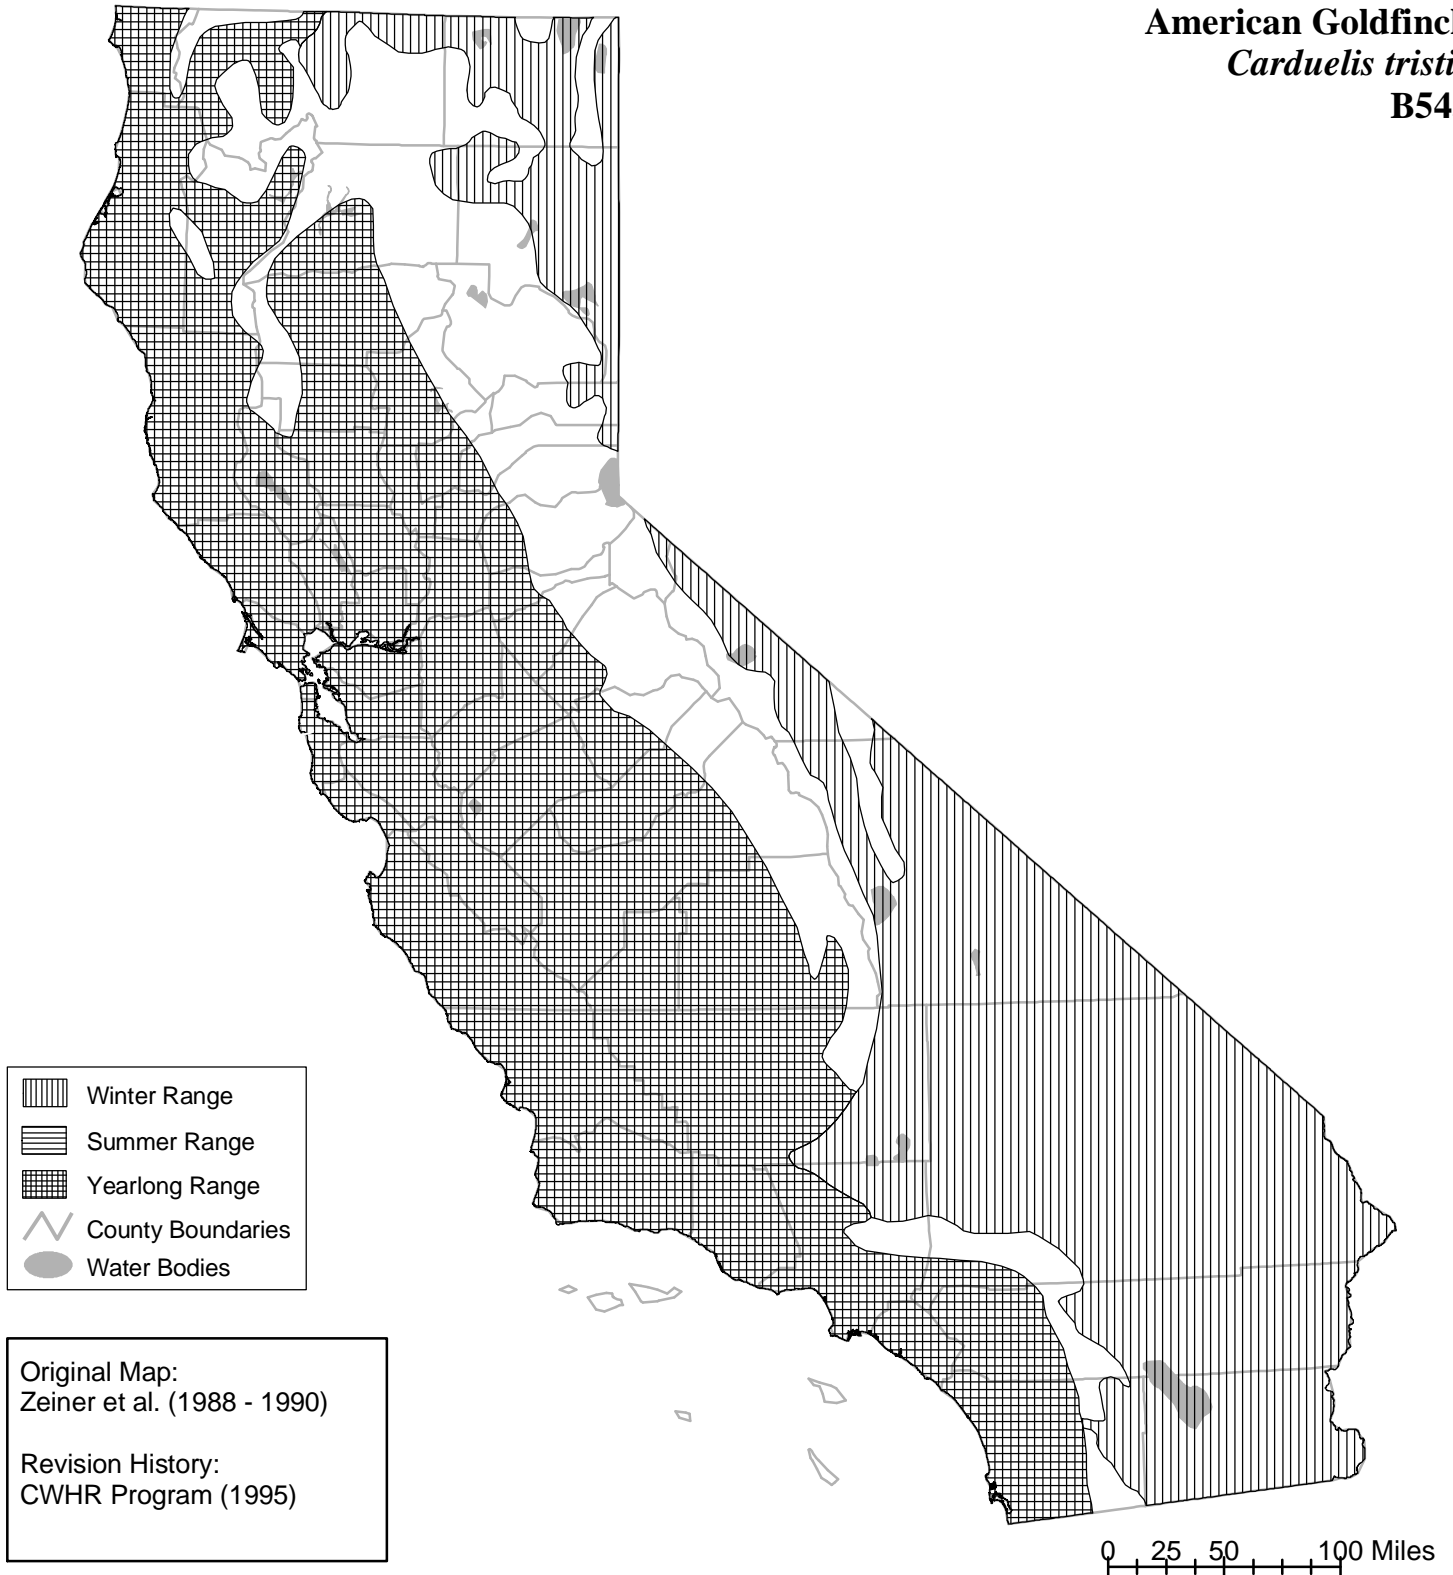 American Goldfinch
Carduelis tristi
B54
Winter Range
Summer Range
Yearlong Range
County Boundaries
Water Bodies
Original Map:
Zeiner et al. (1988 - 1990)
Revision History:
CWHR Program (1995)
0 25 50 100 Miles